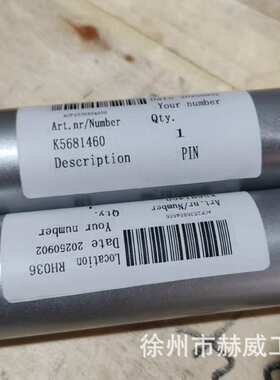 Date
Your number
Art.nr/Number
Qty.
K5681460
1
Description
PIN
Location RH036
Date 20250902
Your number
Qty.
Art.nr/Number
徐州市赫威工